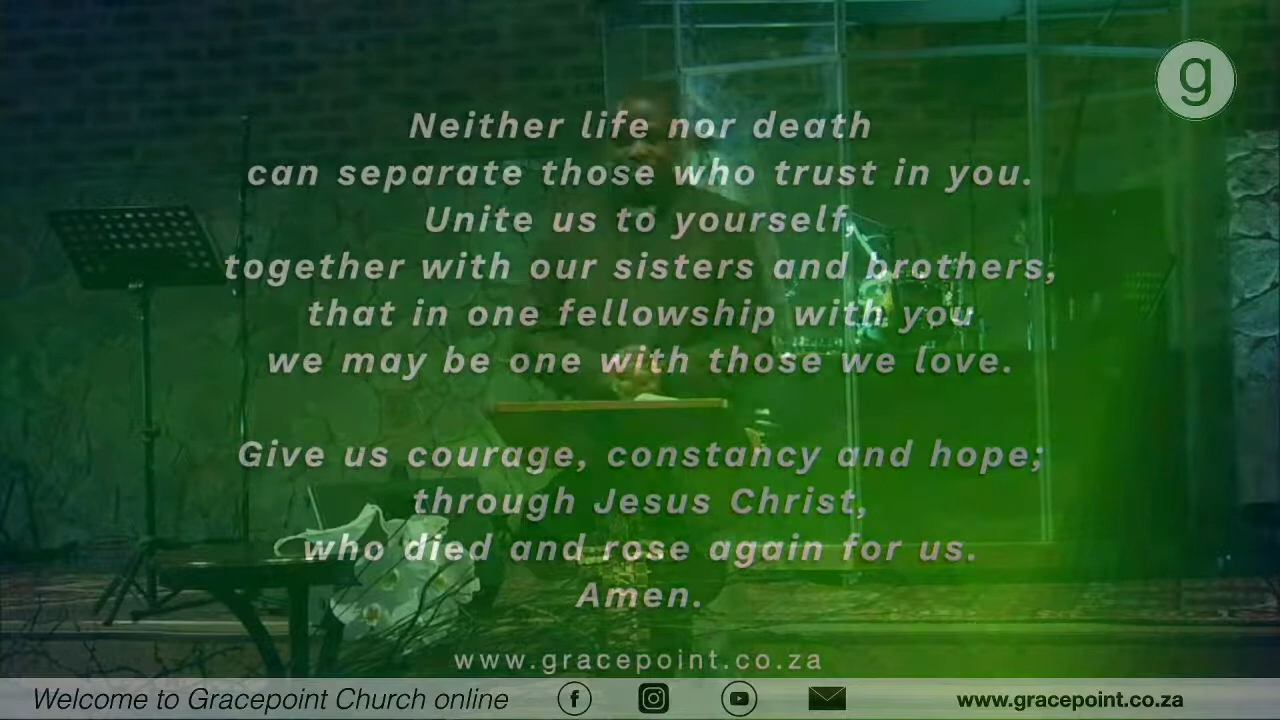 g
Neither life nor death
can separate those who trust in you.
Unite us to yourself,
together with our sisters and brothers,
that in one fellowship with you
we may be one with those we love.
Give us courage, constancy and hope;
through Jesus Christ,
who died and rose again for us.
Amen.
www.gracepoint.co.za
Welcome to Gracepoint Church online
www.gracepoint.co.za